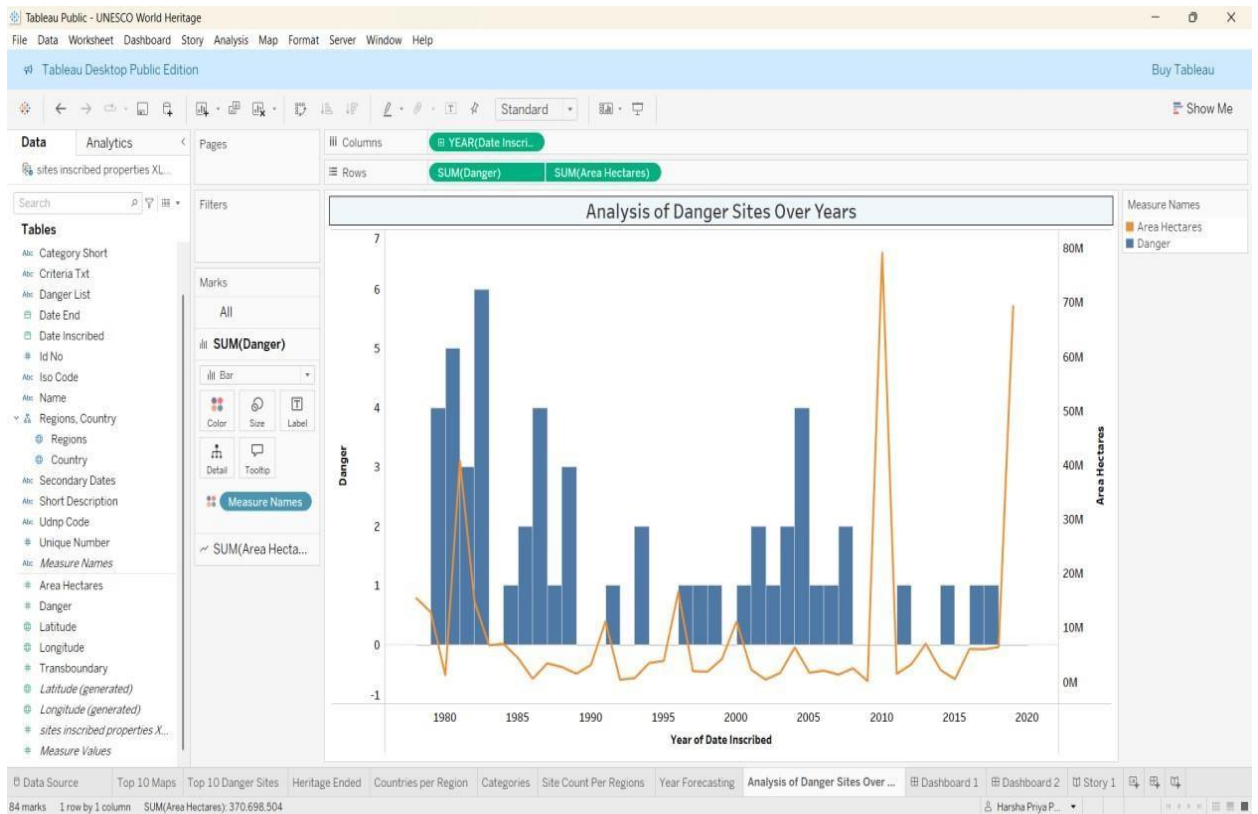 Tableau Public - UNESCO World Heritage
File Data Worksheet Dashboard Story Analysis Map Format Server Window Help
Tableau Desktop Public Edition
Buy Tableau
Standard
Show Me
Data
Analytics
sites inscribed properties XL...
Search
Tables
Abc Category Short
Abc Criteria Txt
Abc Danger List
Date End
Date Inscribed
# Id No
Abc Iso Code
Abc Name
Regions, Country
Regions
Country
Abc Secondary Dates
Abc Short Description
Abc Udnp Code
# Unique Number
Abc Measure Names
# Area Hectares
# Danger
Latitude
Longitude
# Transboundary
Latitude (generated)
Longitude (generated)
# sites inscribed properties X...
# Measure Values
Pages
Filters
Marks
All
SUM(Danger)
Bar
Color Size Label
Detail Tooltip
Measure Names
SUM(Area Hecta...
Columns
YEAR(Date Inscri..
Rows
SUM(Danger) SUM(Area Hectares)
Analysis of Danger Sites Over Years
7
6
5
4
3
2
1
0
-1
Danger
80M
70M
60M
50M
40M
30M
20M
10M
0M
Area Hectares
1980 1985 1990 1995 2000 2005 2010 2015 2020
Year of Date Inscribed
Measure Names
Area Hectares
Danger
Data Source Top 10 Maps Top 10 Danger Sites Heritage Ended Countries per Region Categories Site Count Per Regions Year Forecasting Analysis of Danger Sites Over ... Dashboard 1 Dashboard 2 Story 1
84 marks 1 row by 1 column SUM(Area Hectares): 370.698.504
Harsha Priya P...